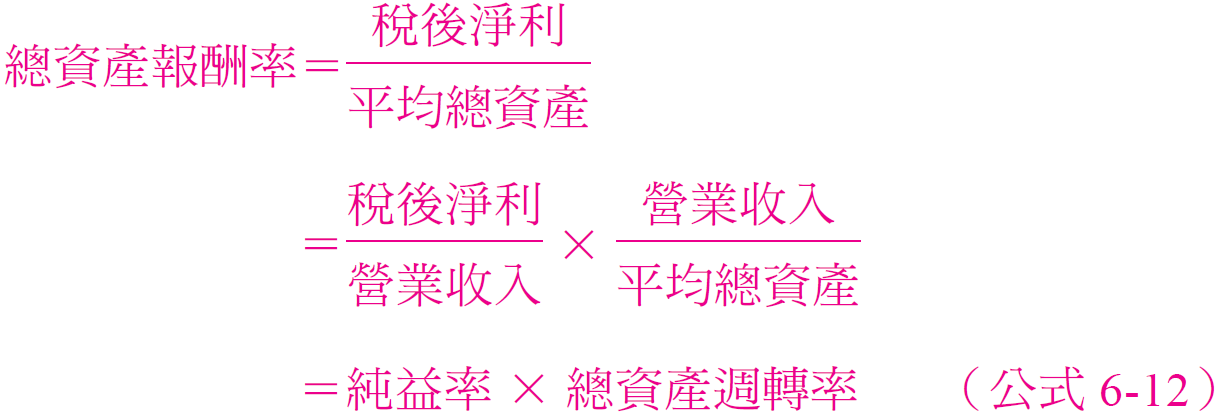 總資產報酬率＝稅後淨利／平均總資產
＝稅後淨利／營業收入 × 營業收入／平均總資產
＝純益率 × 總資產週轉率 （公式 6-12）